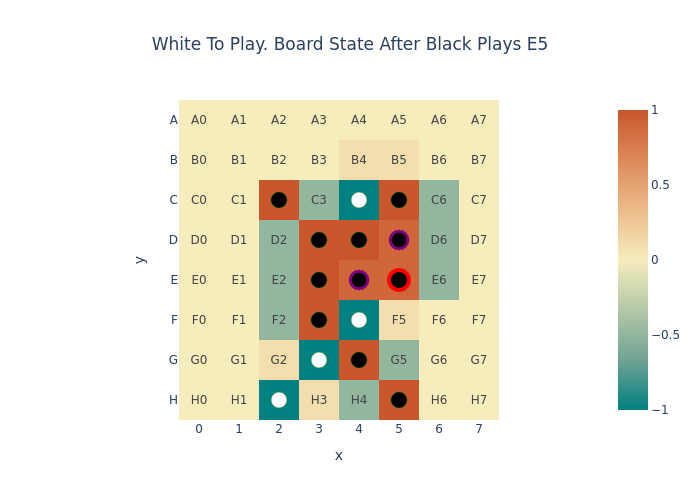 White To Play. Board State After Black Plays E5
A A0 A1 A2 A3 A4 A5 A6 A7
B B0 B1 B2 B3 B4 B5 B6 B7
C C0 C1 C3 C6 C7
D D0 D1 D2 D6 D7
E E0 E1 E2 E6 E7
F F0 F1 F2 F5 F6 F7
G G0 G1 G2 G5 G6 G7
H H0 H1 H3 H4 H6 H7
0 1 2 3 4 5 6 7
x
y
1
0.5
0
−0.5
−1